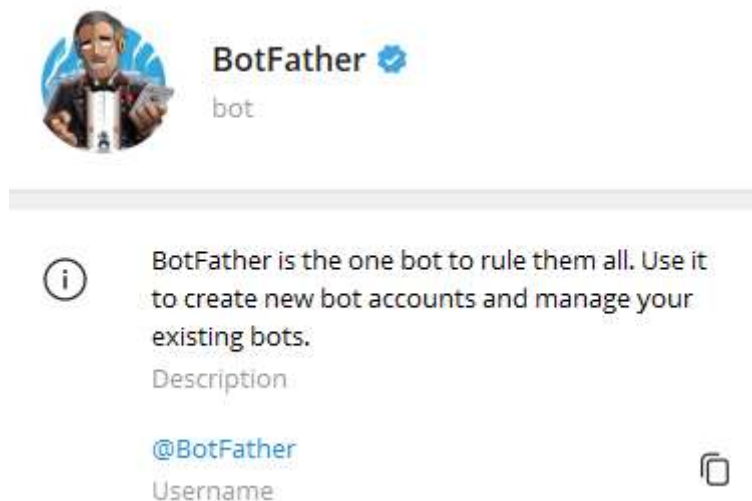 BotFather
bot
BotFather is the one bot to rule them all. Use it
to create new bot accounts and manage your
existing bots.
Description
@BotFather
Username